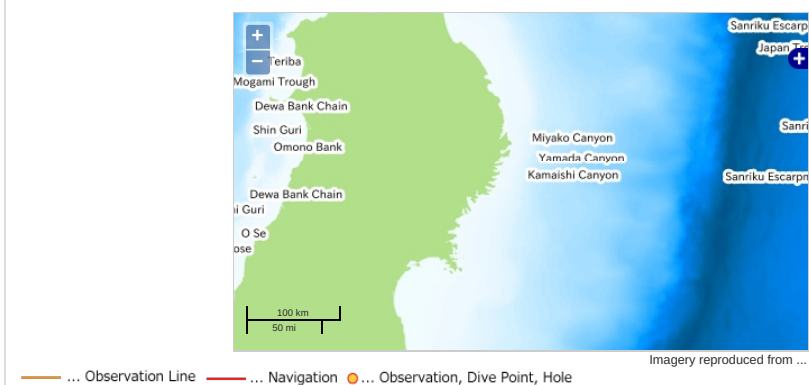 +
−
Sanriku Escarp
Japan Tr
Teriba
Mogami Trough
Dewa Bank Chain
Shin Guri
Omono Bank
Sanri
Miyako Canyon
Yamada Canyon
Kamaishi Canyon
Sanriku Escarpm
Dewa Bank Chain
i Guri
O Se
ose
100 km
50 mi
Imagery reproduced from ...
... Observation Line ... Navigation ... Observation, Dive Point, Hole